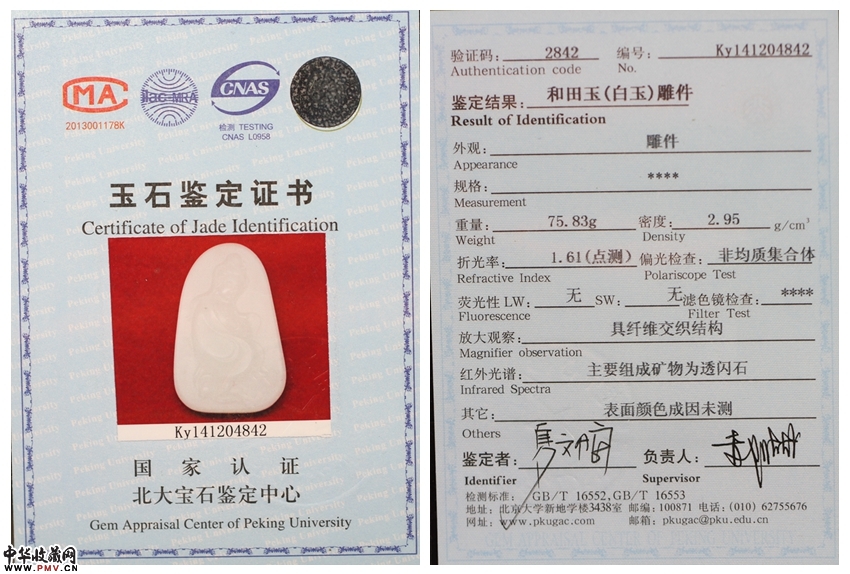 MA
2013001178K
ilac-MRA
CNAS
检测 TESTING
CNAS L0958
玉石鉴定证书
Certificate of Jade Identification
Ky141204842
国家认证
北大宝石鉴定中心
Gem Appraisal Center of Peking University
中华收藏网
www.PMV.CN
验证码: 2842 编号: Ky141204842
Authentication code No.
鉴定结果: 和田玉(白玉)雕件
Result of Identification
外观: 雕件
Appearance
规格: ****
Measurement
重量: 75.83g 密度: 2.95 g/cm³
Weight Density
折光率: 1.61(点测) 偏光检查: 非均质集合体
Refractive Index Polariscope Test
荧光性 LW: 无 SW: 无 滤色镜检查: ****
Fluorescence Filter Test
放大观察: 具纤维交织结构
Magnifier observation
红外光谱: 主要组成矿物为透闪石
Infrared Spectra
其它: 表面颜色成因未测
Others
鉴定者: 负责人:
Identifier Supervisor
检测标准: GB/T 16552,GB/T 16553
地址: 北京大学新地学楼3438室 邮编: 100871 电话: (010) 62755676
网址: www.pkugac.com 邮箱: pkugac@pku.edu.cn